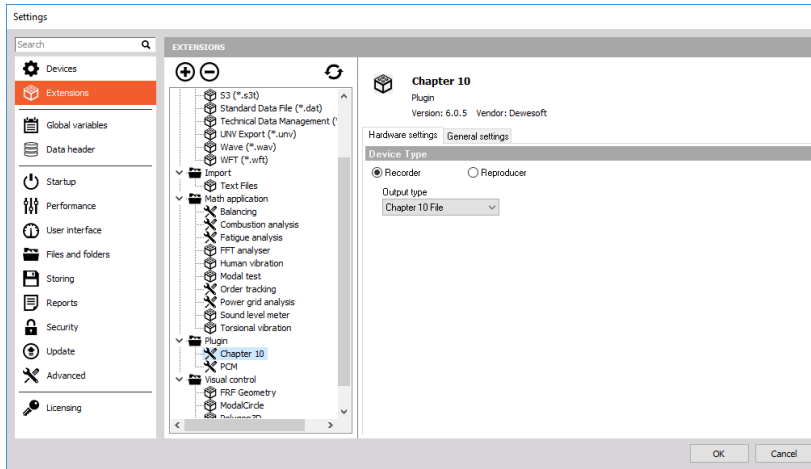 Settings
Search
Devices
Extensions
Global variables
Data header
Startup
Performance
User interface
Files and folders
Storing
Reports
Security
Update
Advanced
Licensing
EXTENSIONS
S3 (*.s3t)
Standard Data File (*.dat)
Technical Data Management (
UNV Export (*.unv)
Wave (*.wav)
WFT (*.wft)
Import
Text Files
Math application
Balancing
Combustion analysis
Fatigue analysis
FFT analyser
Human vibration
Modal test
Order tracking
Power grid analysis
Sound level meter
Torsional vibration
Plugin
Chapter 10
PCM
Visual control
FRF Geometry
ModalCircle
Polygon3D
Chapter 10
Plugin
Version: 6.0.5 Vendor: Dewesoft
Hardware settings General settings
Device Type
Recorder Reproducer
Output type
Chapter 10 File
OK Cancel